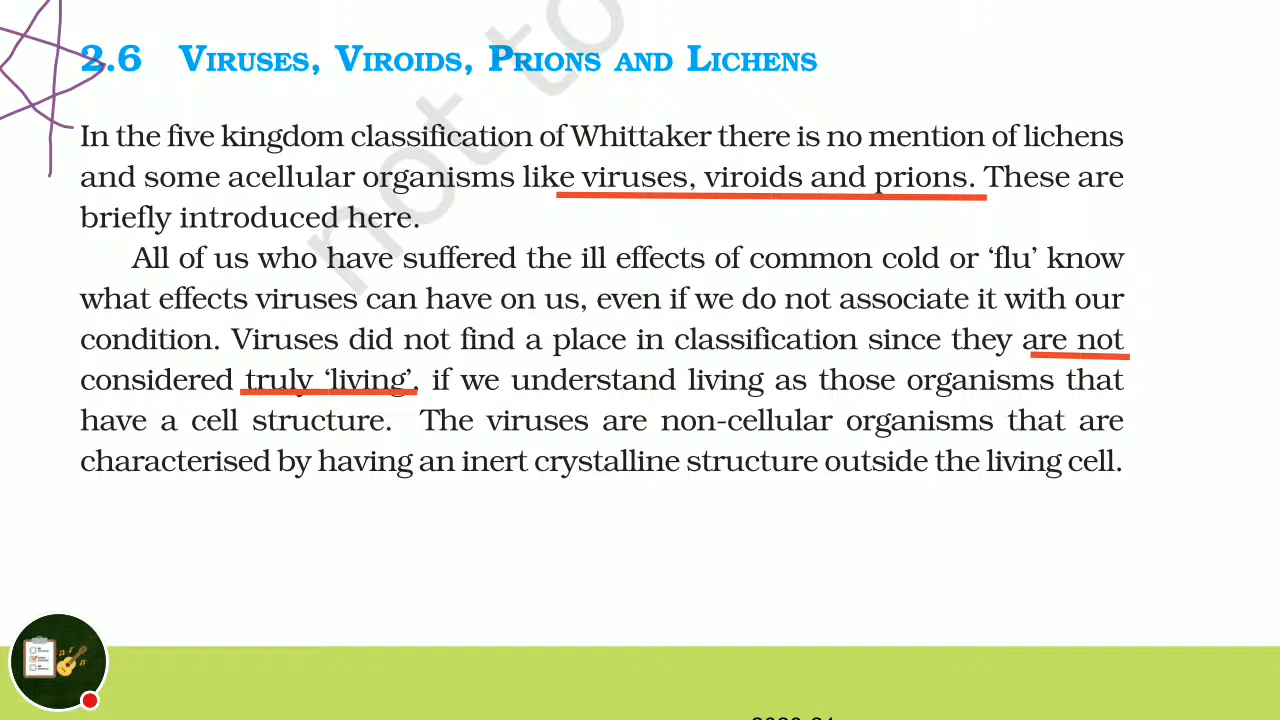 2.6 Viruses, Viroids, Prions and Lichens
not to
In the five kingdom classification of Whittaker there is no mention of lichens
and some acellular organisms like viruses, viroids and prions. These are
briefly introduced here.
All of us who have suffered the ill effects of common cold or ‘flu’ know
what effects viruses can have on us, even if we do not associate it with our
condition. Viruses did not find a place in classification since they are not
considered truly ‘living’, if we understand living as those organisms that
have a cell structure. The viruses are non-cellular organisms that are
characterised by having an inert crystalline structure outside the living cell.